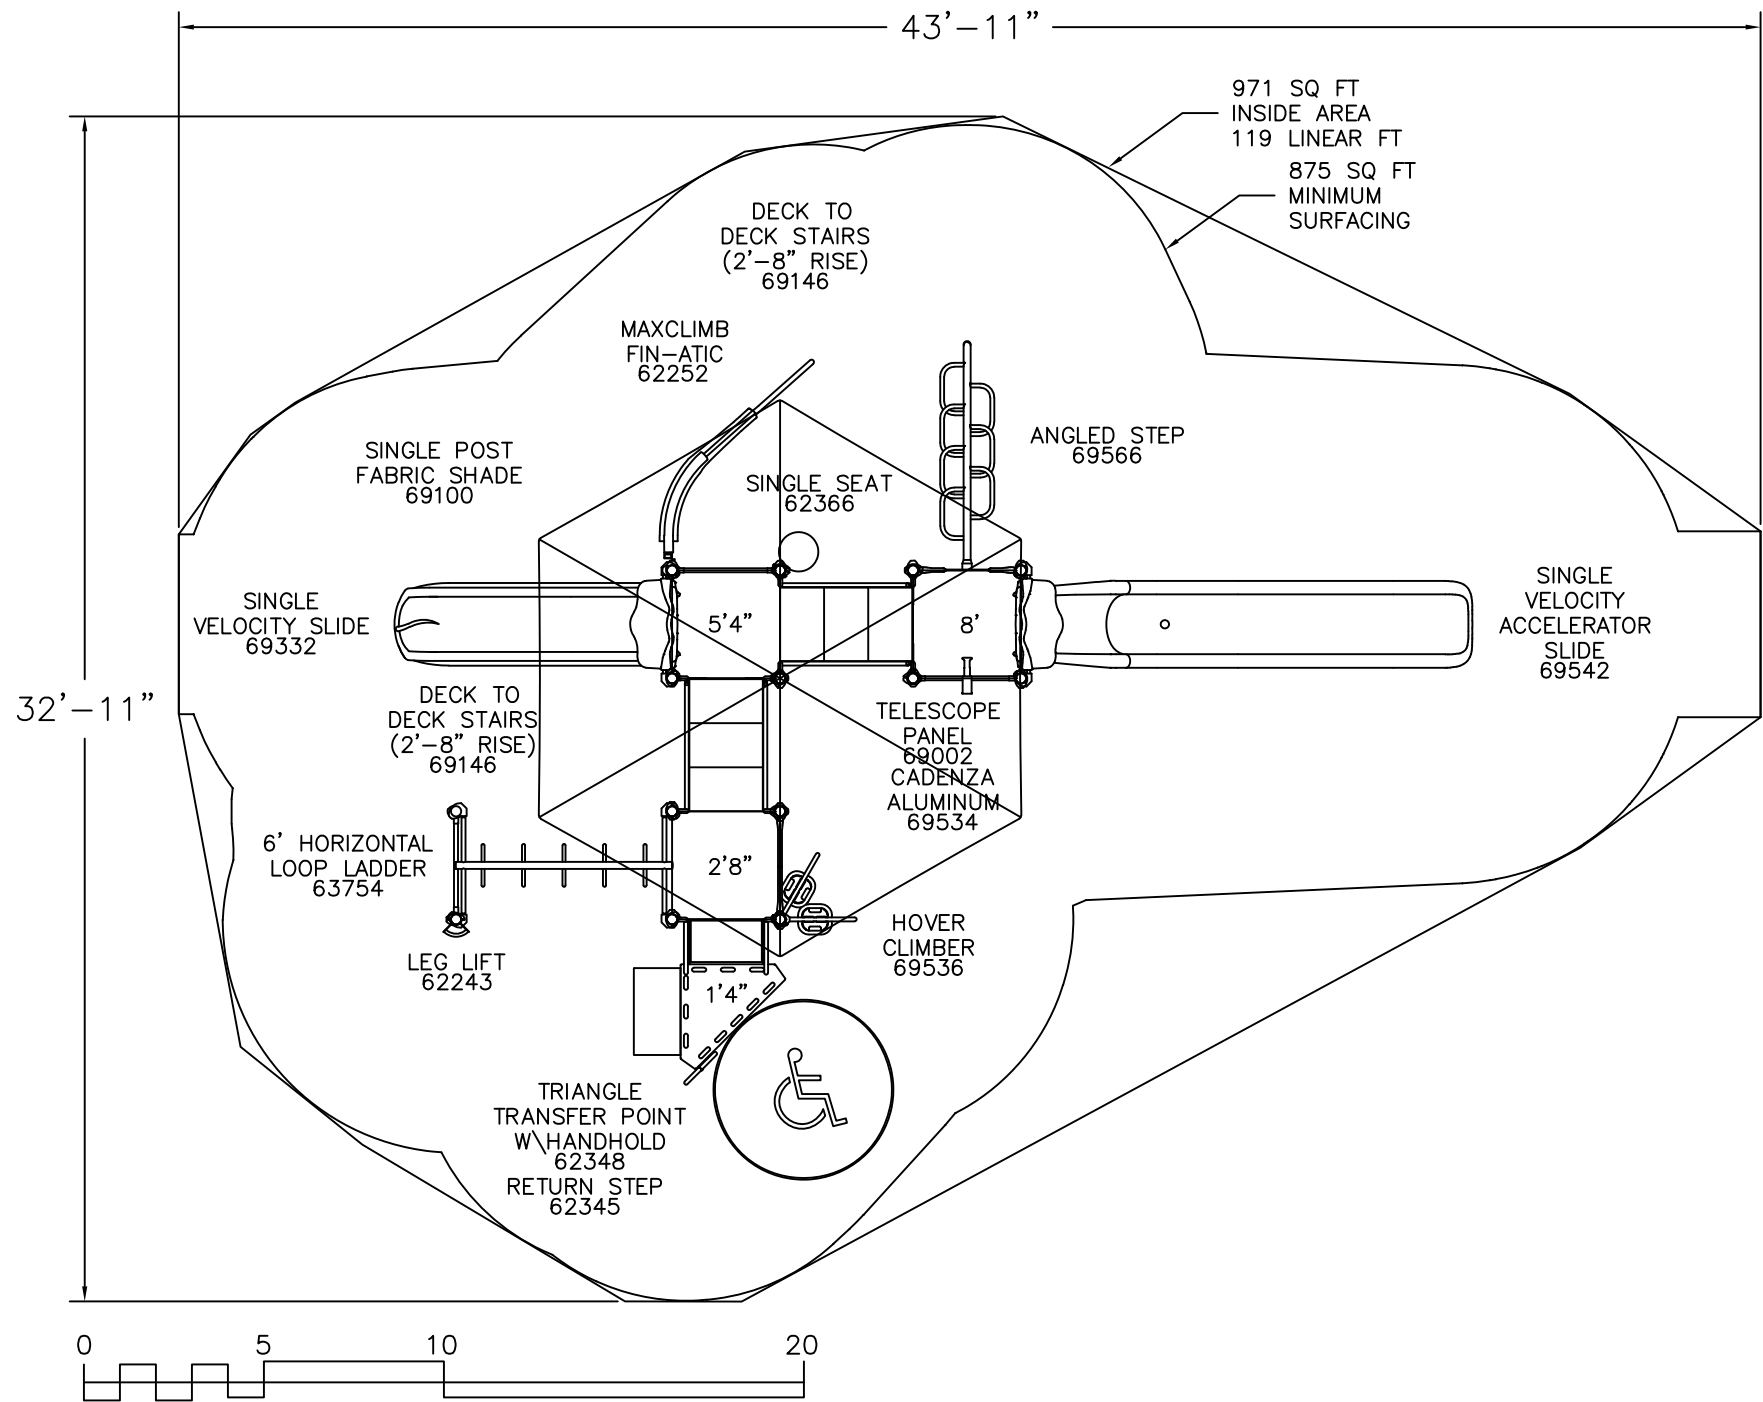 43'-11"
971 SQ FT
INSIDE AREA
119 LINEAR FT
875 SQ FT
MINIMUM
SURFACING
DECK TO
DECK STAIRS
(2'-8" RISE)
69146
MAXCLIMB
FIN-ATIC
62252
SINGLE POST
FABRIC SHADE
69100
SINGLE SEAT
62366
ANGLED STEP
69566
SINGLE
VELOCITY SLIDE
69332
5'4"
8'
SINGLE
VELOCITY
ACCELERATOR
SLIDE
69542
32'-11"
DECK TO
DECK STAIRS
(2'-8" RISE)
69146
TELESCOPE
PANEL
69002
CADENZA
ALUMINUM
69534
6' HORIZONTAL
LOOP LADDER
63754
2'8"
LEG LIFT
62243
HOVER
CLIMBER
69536
1'4"
TRIANGLE
TRANSFER POINT
W\HANDHOLD
62348
RETURN STEP
62345
0 5 10 20